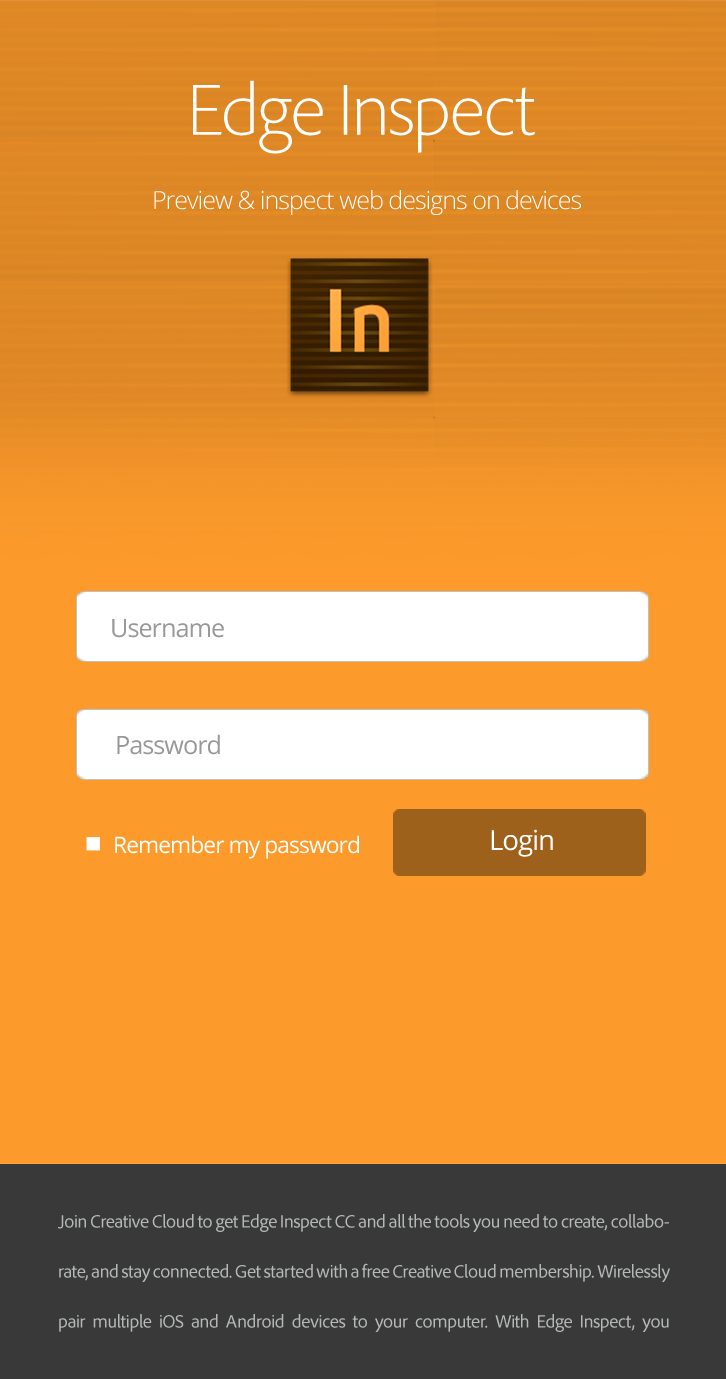 Edge Inspect
Preview & inspect web designs on devices
In
Username
Password
Remember my password
Login
Join Creative Cloud to get Edge Inspect CC and all the tools you need to create, collabo-
rate, and stay connected. Get started with a free Creative Cloud membership. Wirelessly
pair multiple iOS and Android devices to your computer. With Edge Inspect, you